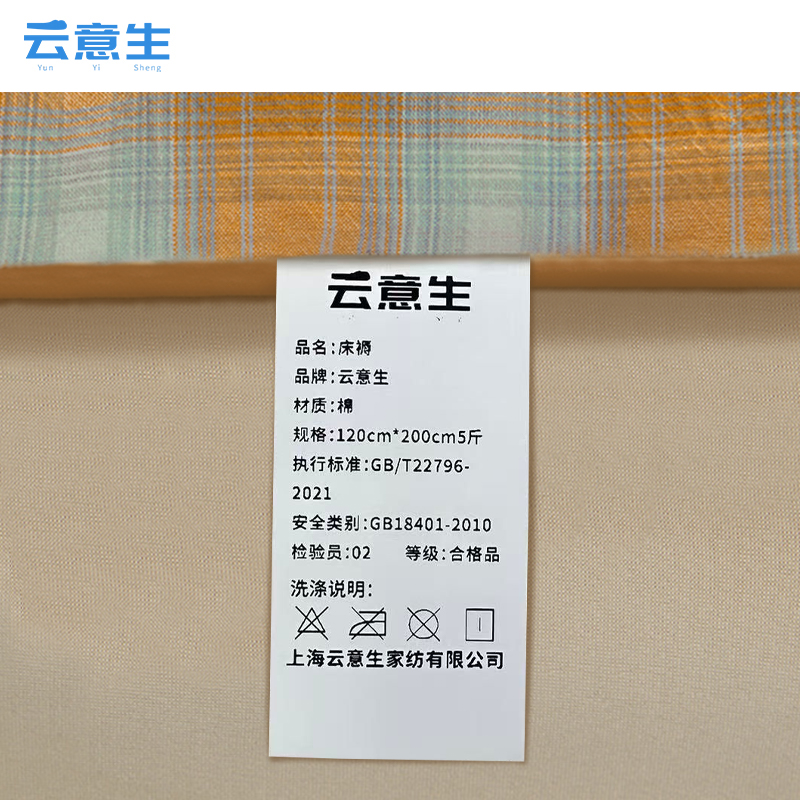 云意生
Yun Yi Sheng
云意生
品名:床褥
品牌:云意生
材质:棉
规格:120cm*200cm5斤
执行标准:GB/T22796-
2021
安全类别:GB18401-2010
检验员:02 等级:合格品
洗涤说明:
上海云意生家纺有限公司